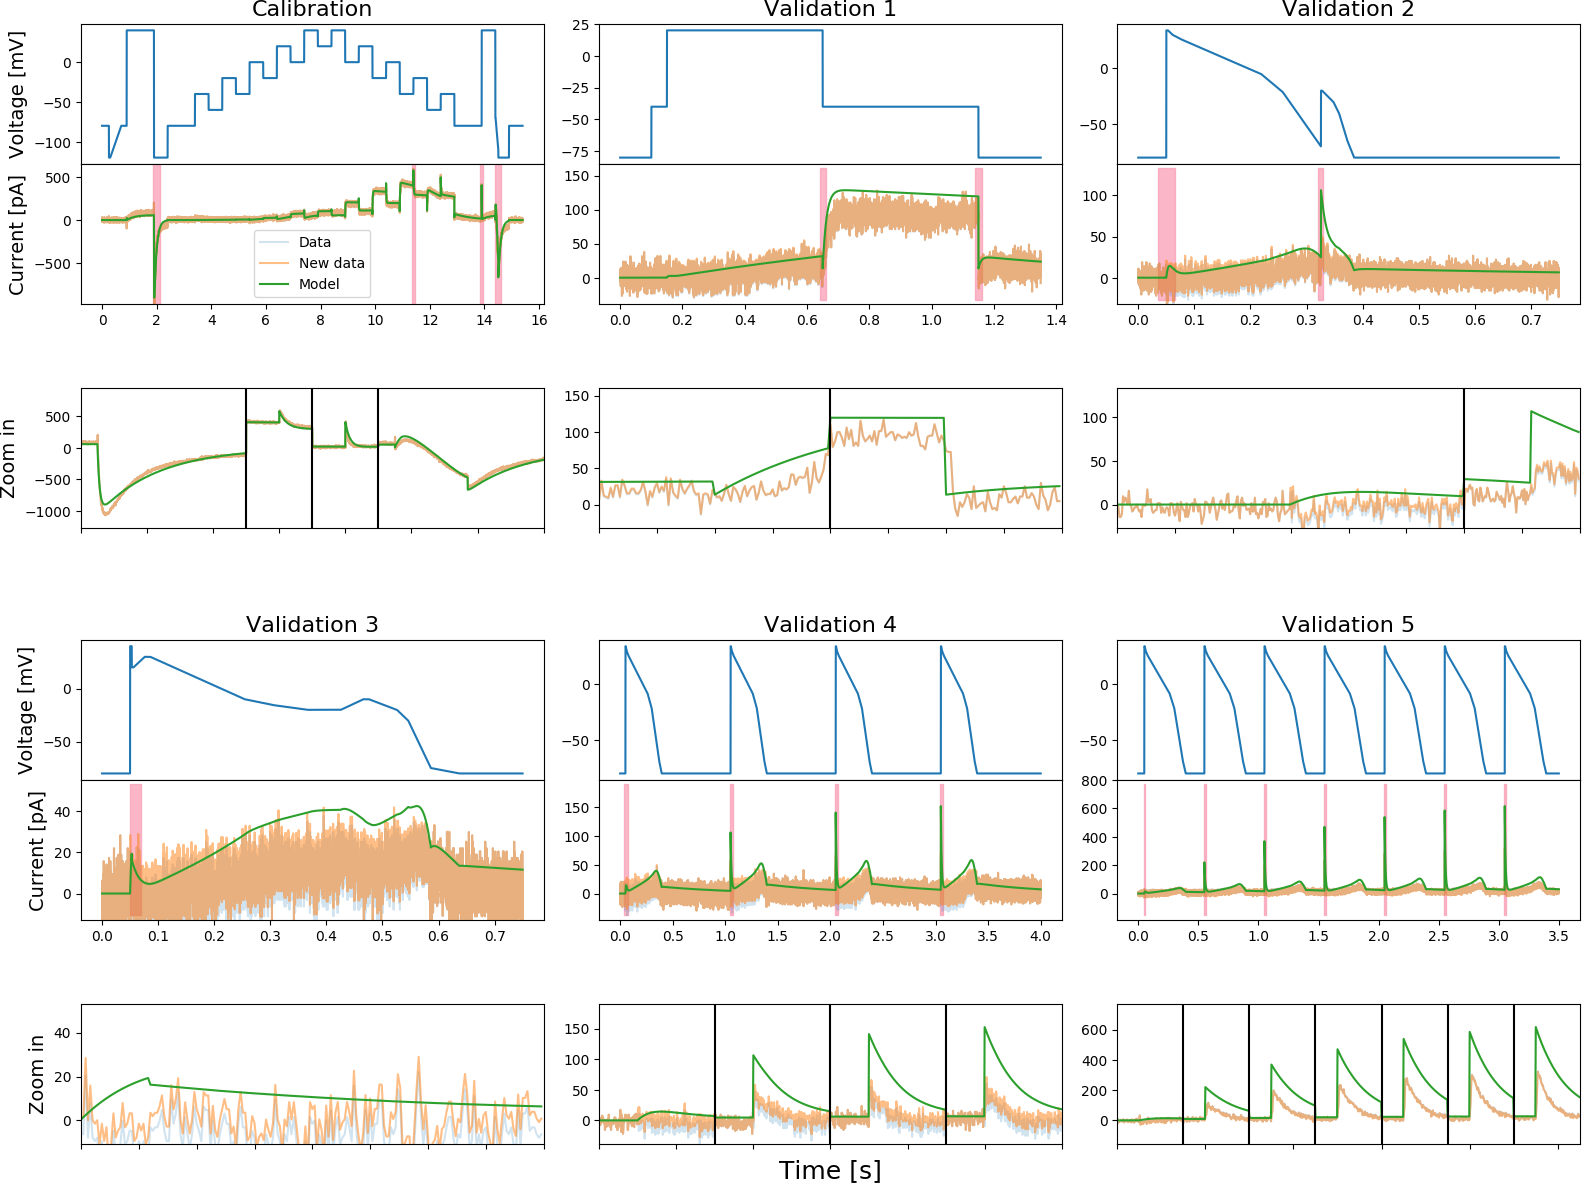 Calibration
Validation 1
Validation 2
Voltage [mV]
0
−50
−100
25
0
−25
−50
−75
0
−50
Current [pA]
500
0
−500
Data
New data
Model
150
100
50
0
100
50
0
0 2 4 6 8 10 12 14 16
0.0 0.2 0.4 0.6 0.8 1.0 1.2 1.4
0.0 0.1 0.2 0.3 0.4 0.5 0.6 0.7
Zoom in
500
0
−500
−1000
150
100
50
0
100
50
0
Validation 3
Validation 4
Validation 5
Voltage [mV]
0
−50
0
−50
0
−50
Current [pA]
40
20
0
150
100
50
0
800
600
400
200
0
0.0 0.1 0.2 0.3 0.4 0.5 0.6 0.7
0.0 0.5 1.0 1.5 2.0 2.5 3.0 3.5 4.0
0.0 0.5 1.0 1.5 2.0 2.5 3.0 3.5
Zoom in
40
20
0
150
100
50
0
600
400
200
0
Time [s]